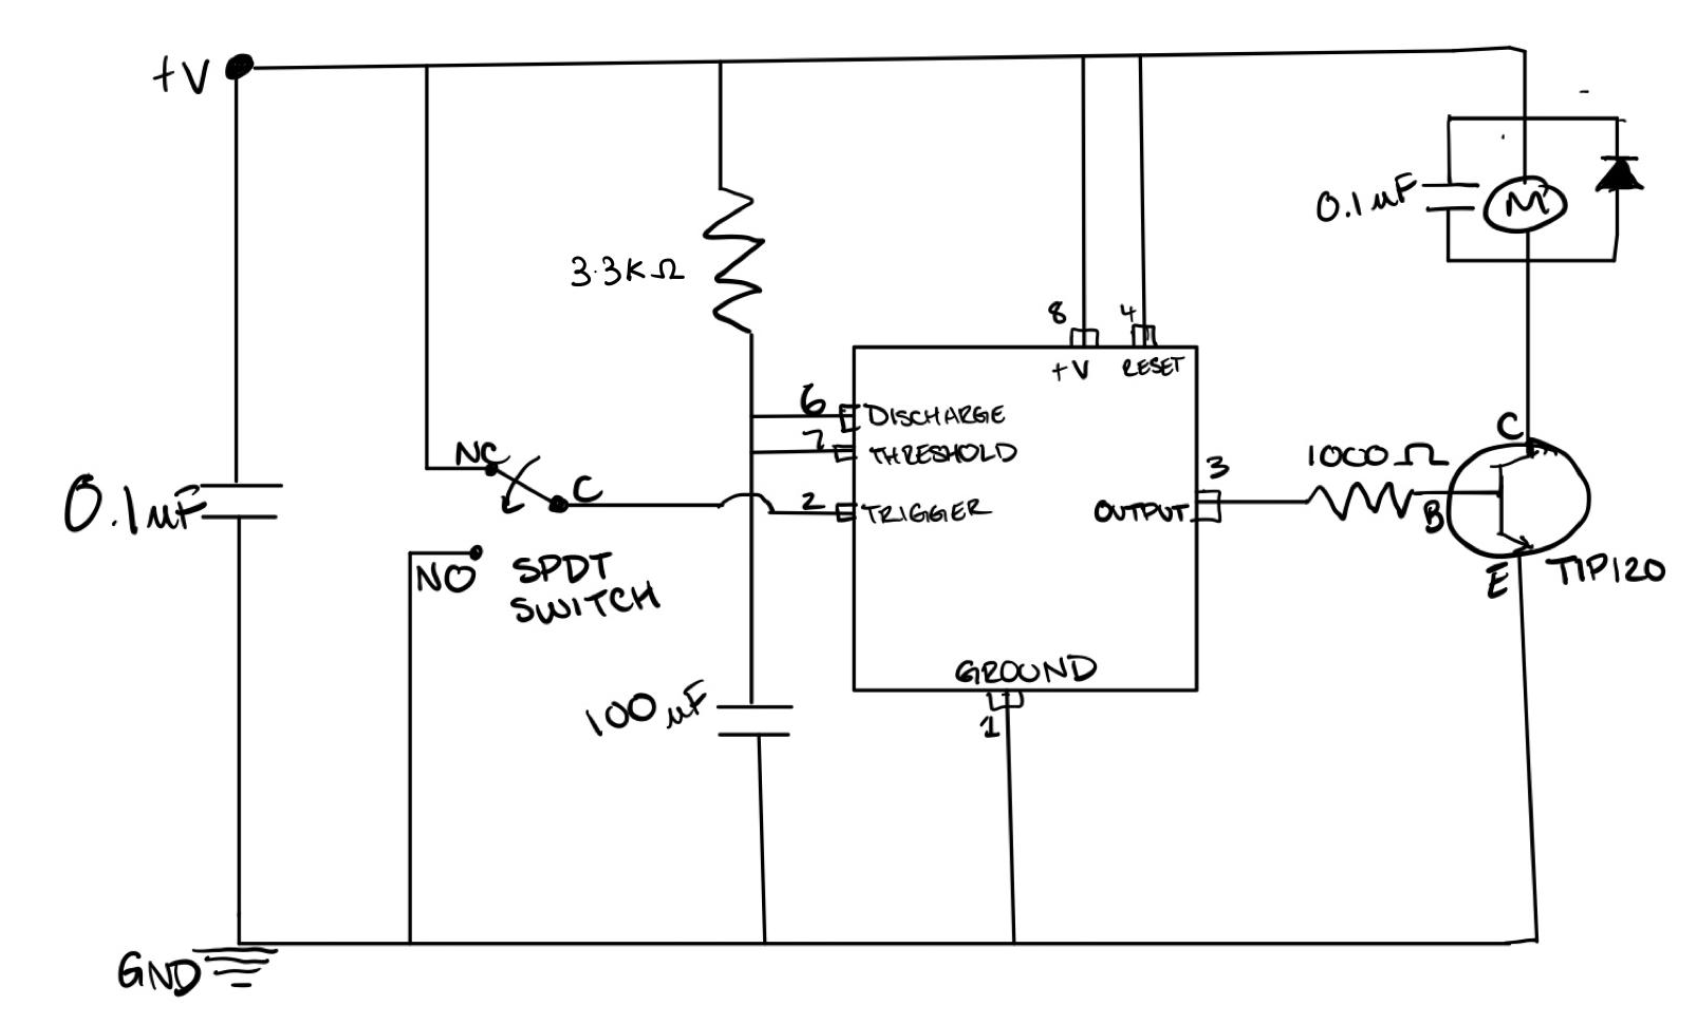 +V
0.1uF
3.3KΩ
8
4
+V
RESET
0.1uF
M
6
DISCHARGE
7
THRESHOLD
2
TRIGGER
NC
C
NO
SPDT
SWITCH
3
OUTPUT
1000Ω
C
B
E
TIP120
100uF
GROUND
1
GND